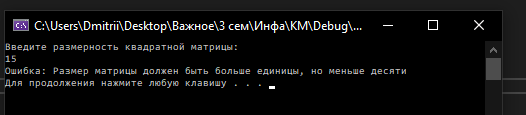 C:\Users\Dmitrii\Desktop\Важное\3 сем\Инфа\КМ\Debug\...
Введите размерность квадратной матрицы:
15
Ошибка: Размер матрицы должен быть больше единицы, но меньше десяти
Для продолжения нажмите любую клавишу . . .